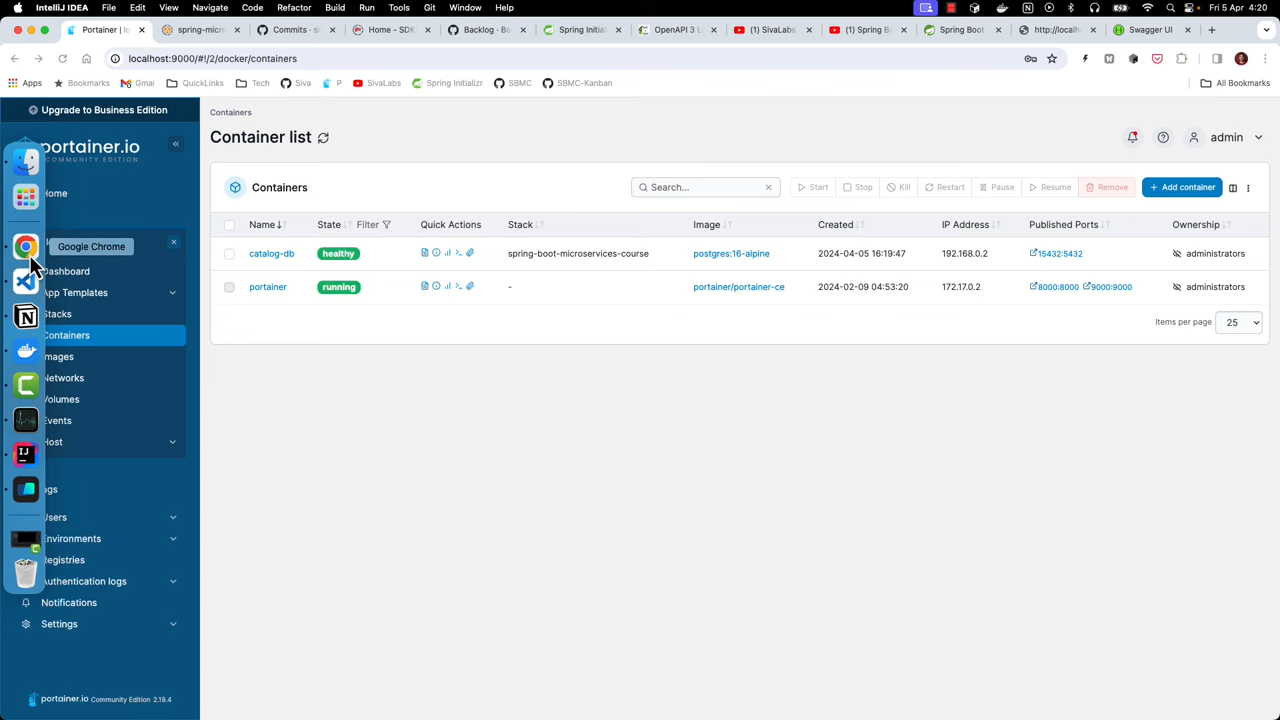 IntelliJ IDEA File Edit View Navigate Code Refactor Build Run Tools Git Window Help Fri 5 Apr 4:20
Portainer | lo spring-micro Commits · si Home – SDK Backlog · B Spring Initial OpenAPI 3 L (1) SivaLabs (1) Spring B Spring Boot http://locall Swagger UI
localhost:9000/#!/2/docker/containers
Apps Bookmarks Gmai QuickLinks Tech Siva P SivaLabs Spring Initializr SBMC SBMC-Kanban All Bookmarks
Upgrade to Business Edition
portainer.io
COMMUNITY EDITION
Home
Google Chrome
Dashboard
App Templates
Stacks
Containers
Images
Networks
Volumes
Events
Host
Users
Environments
Registries
Authentication logs
Notifications
Settings
portainer.io Community Edition 2.19.4
Containers
Container list
admin
Containers
Search... Start Stop Kill Restart Pause Resume Remove + Add container
Name State Filter Quick Actions Stack Image Created IP Address Published Ports Ownership
catalog-db healthy spring-boot-microservices-course postgres:16-alpine 2024-04-05 16:19:47 192.168.0.2 15432:5432 administrators
portainer running - portainer/portainer-ce 2024-02-09 04:53:20 172.17.0.2 8000:8000 9000:9000 administrators
Items per page 25